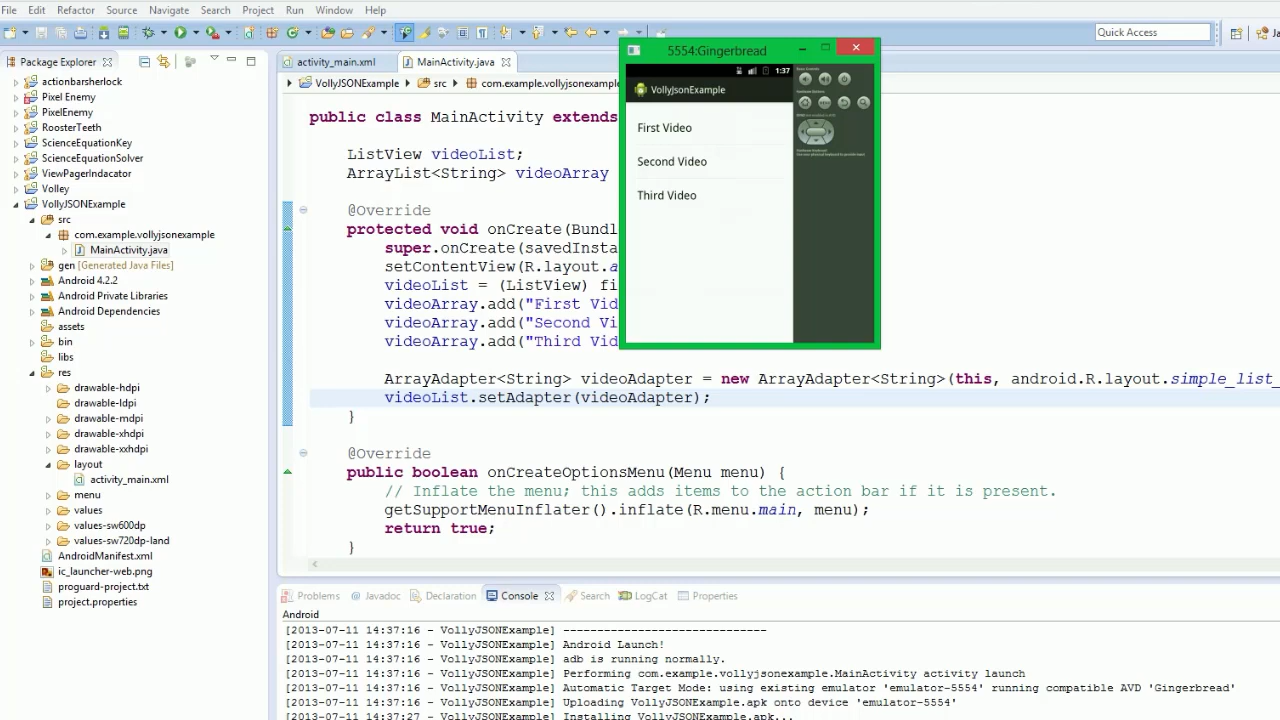 File Edit Refactor Source Navigate Search Project Run Window Help
Quick Access
Ja
Package Explorer
actionbarsherlock
Pixel Enemy
PixelEnemy
RoosterTeeth
ScienceEquationKey
ScienceEquationSolver
ViewPagerIndacator
Volley
VollyJSONExample
src
com.example.vollyjsonexample
MainActivity.java
gen [Generated Java Files]
Android 4.2.2
Android Private Libraries
Android Dependencies
assets
bin
libs
res
drawable-hdpi
drawable-ldpi
drawable-mdpi
drawable-xhdpi
drawable-xxhdpi
layout
activity_main.xml
menu
values
values-sw600dp
values-sw720dp-land
AndroidManifest.xml
ic_launcher-web.png
proguard-project.txt
project.properties
activity_main.xml MainActivity.java
VollyJSONExample src com.example.vollyjsonexample
public class MainActivity extends
ListView videoList;
ArrayList<String> videoArray
@Override
protected void onCreate(Bundl
super.onCreate(savedInsta
setContentView(R.layout.a
videoList = (ListView) fi
videoArray.add("First Vid
videoArray.add("Second Vi
videoArray.add("Third Vid
ArrayAdapter<String> videoAdapter = new ArrayAdapter<String>(this, android.R.layout.simple_list_
videoList.setAdapter(videoAdapter);
}
@Override
public boolean onCreateOptionsMenu(Menu menu) {
// Inflate the menu; this adds items to the action bar if it is present.
getSupportMenuInflater().inflate(R.menu.main, menu);
return true;
}
5554:Gingerbread
1:37
VollyJsonExample
First Video
Second Video
Third Video
Problems Javadoc Declaration Console Search LogCat Properties
Android
[2013-07-11 14:37:16 - VollyJSONExample] ------------------------------
[2013-07-11 14:37:16 - VollyJSONExample] Android Launch!
[2013-07-11 14:37:16 - VollyJSONExample] adb is running normally.
[2013-07-11 14:37:16 - VollyJSONExample] Performing com.example.vollyjsonexample.MainActivity activity launch
[2013-07-11 14:37:16 - VollyJSONExample] Automatic Target Mode: using existing emulator 'emulator-5554' running compatible AVD 'Gingerbread'
[2013-07-11 14:37:16 - VollyJSONExample] Uploading VollyJSONExample.apk onto device 'emulator-5554'
[2013-07-11 14:37:27 - VollyJSONExample] Installing VollyJSONExample.apk...